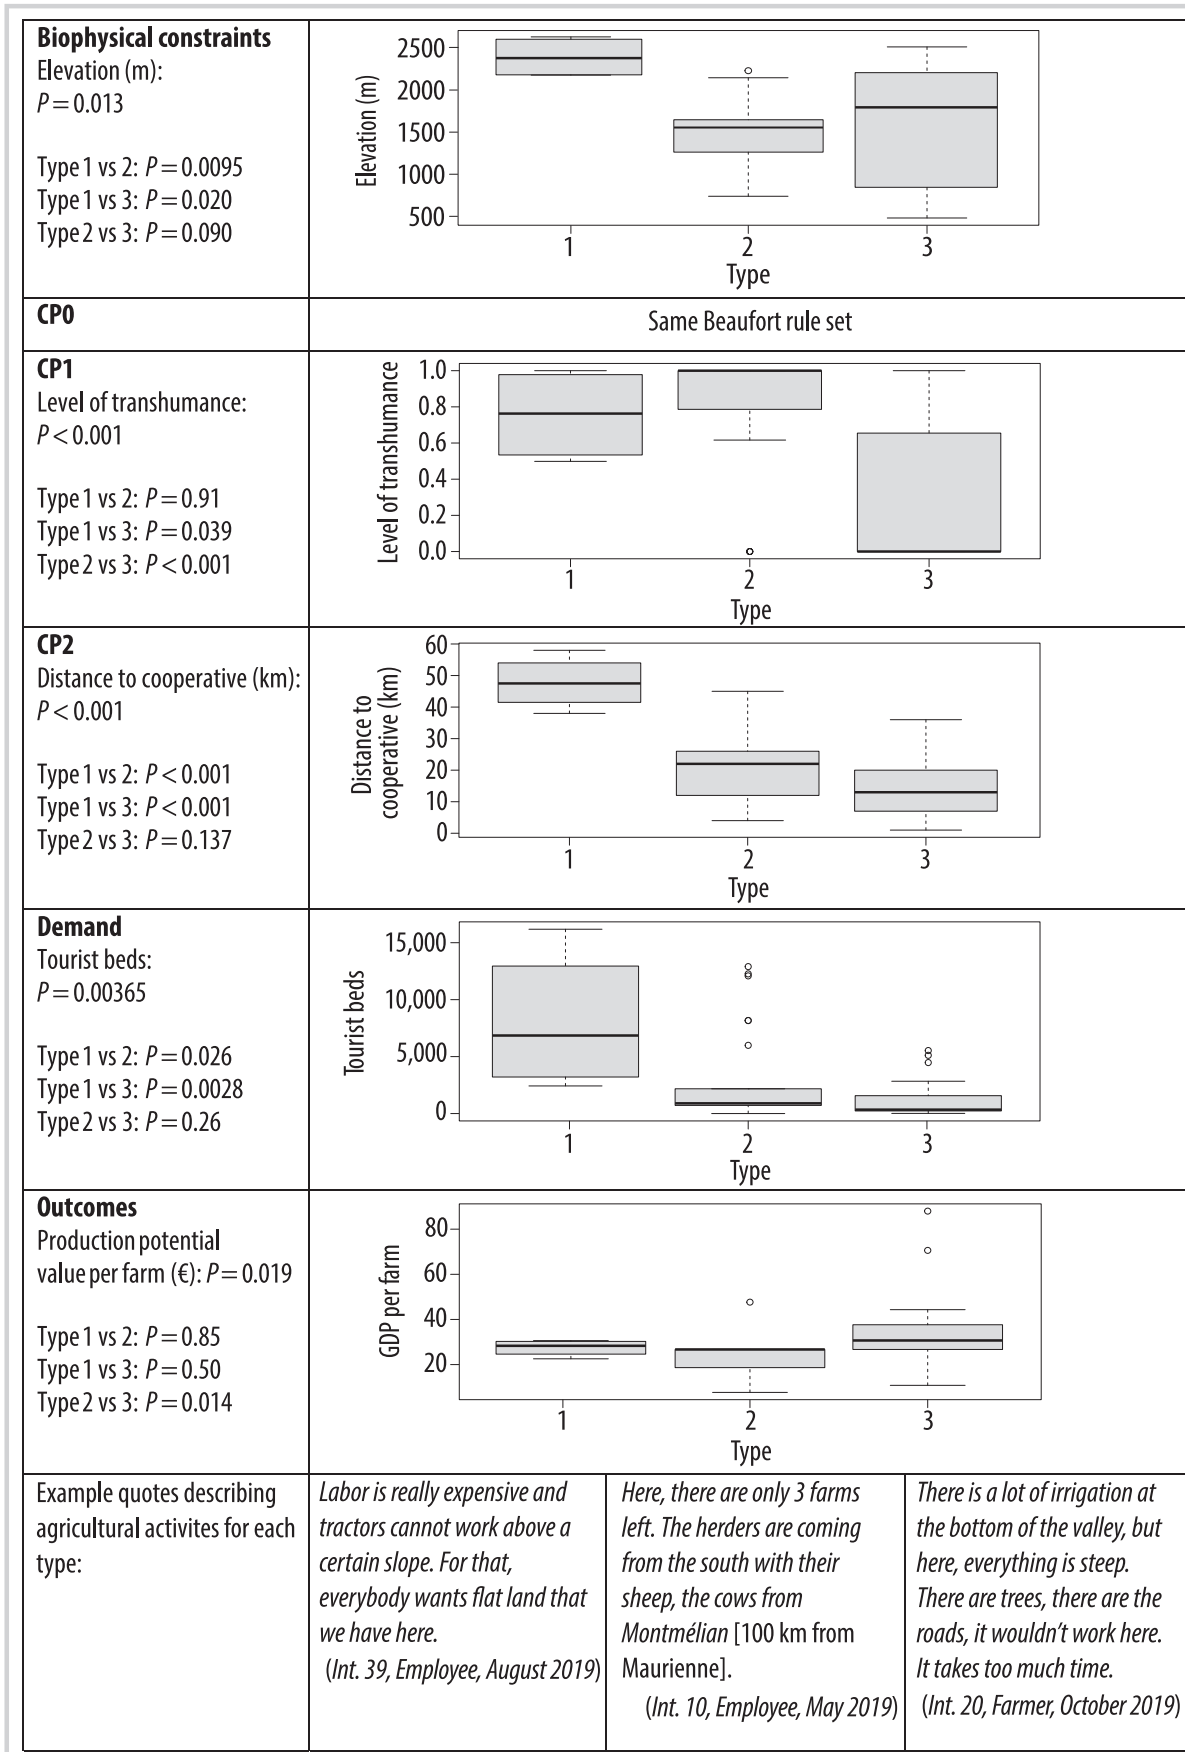 Biophysical constraints
Elevation (m):
P = 0.013
Type 1 vs 2: P = 0.0095
Type 1 vs 3: P = 0.020
Type 2 vs 3: P = 0.090
Elevation (m)
2500
2000
1500
1000
500
1 2 3
Type
CP0
Same Beaufort rule set
CP1
Level of transhumance:
P < 0.001
Type 1 vs 2: P = 0.91
Type 1 vs 3: P = 0.039
Type 2 vs 3: P < 0.001
Level of transhumance
1.0
0.8
0.6
0.4
0.2
0.0
1 2 3
Type
CP2
Distance to cooperative (km):
P < 0.001
Type 1 vs 2: P < 0.001
Type 1 vs 3: P < 0.001
Type 2 vs 3: P = 0.137
Distance to
cooperative (km)
60
50
40
30
20
10
0
1 2 3
Type
Demand
Tourist beds:
P = 0.00365
Type 1 vs 2: P = 0.026
Type 1 vs 3: P = 0.0028
Type 2 vs 3: P = 0.26
Tourist beds
15,000
10,000
5,000
0
1 2 3
Type
Outcomes
Production potential
value per farm (€): P = 0.019
Type 1 vs 2: P = 0.85
Type 1 vs 3: P = 0.50
Type 2 vs 3: P = 0.014
GDP per farm
80
60
40
20
1 2 3
Type
Example quotes describing
agricultural activites for each
type:
Labor is really expensive and
tractors cannot work above a
certain slope. For that,
everybody wants flat land that
we have here.
(Int. 39, Employee, August 2019)
Here, there are only 3 farms
left. The herders are coming
from the south with their
sheep, the cows from
Montmélian [100 km from
Maurienne].
(Int. 10, Employee, May 2019)
There is a lot of irrigation at
the bottom of the valley, but
here, everything is steep.
There are trees, there are the
roads, it wouldn't work here.
It takes too much time.
(Int. 20, Farmer, October 2019)